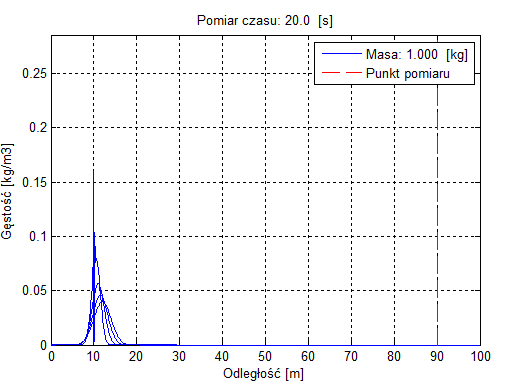 Pomiar czasu: 20.0 [s]
Masa: 1.000 [kg]
Punkt pomiaru
Gęstość [kg/m3]
0.25
0.2
0.15
0.1
0.05
0
0 10 20 30 40 50 60 70 80 90 100
Odległość [m]